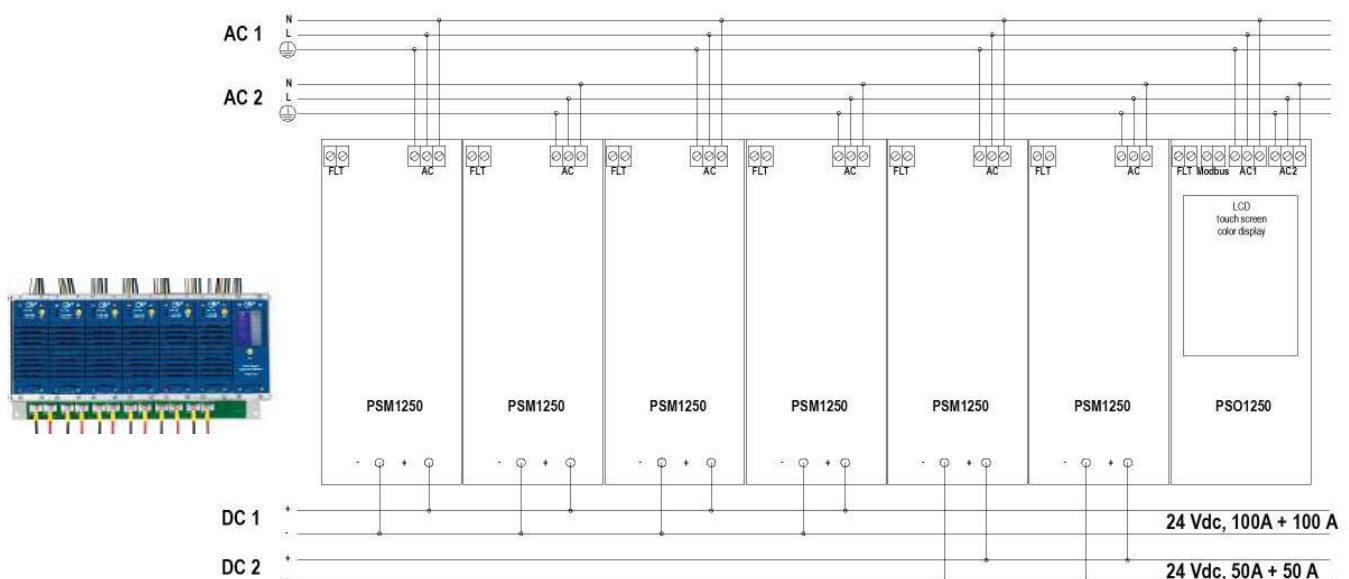 N
AC 1 L
N
AC 2 L
FLT AC FLT AC FLT AC FLT AC FLT AC FLT AC FLT Modbus AC1 AC2
LCD
touch screen
color display
PSM1250 PSM1250 PSM1250 PSM1250 PSM1250 PSM1250 PSO1250
- + - + - + - + - + - +
DC 1 +
-
24 Vdc, 100A + 100 A
DC 2 +
24 Vdc, 50A + 50 A